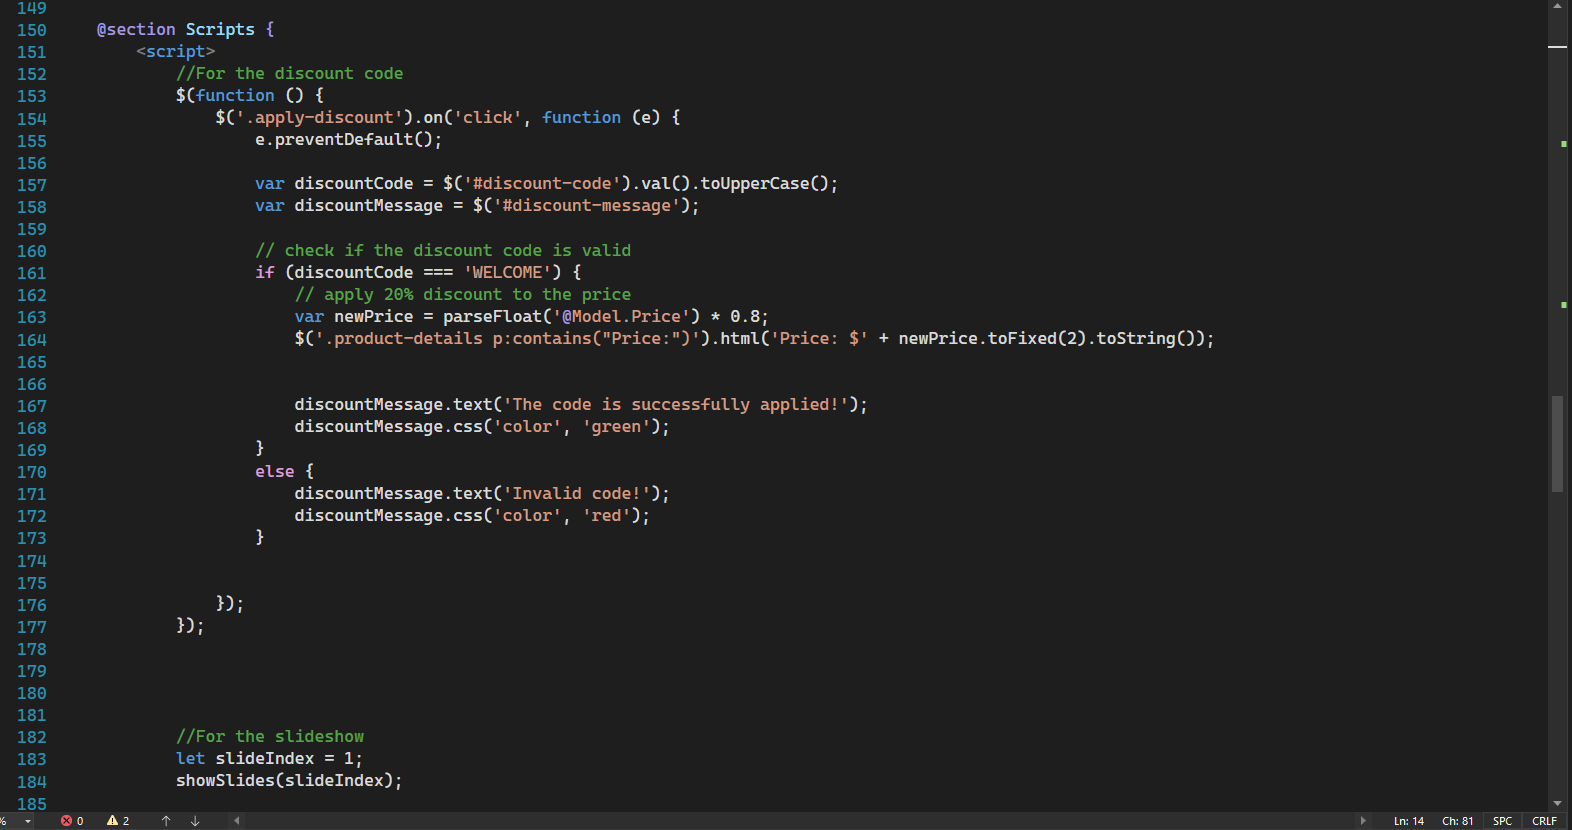 149
150 @section Scripts {
151 <script>
152 //For the discount code
153 $(function () {
154 $('.apply-discount').on('click', function (e) {
155 e.preventDefault();
156
157 var discountCode = $('#discount-code').val().toUpperCase();
158 var discountMessage = $('#discount-message');
159
160 // check if the discount code is valid
161 if (discountCode === 'WELCOME') {
162 // apply 20% discount to the price
163 var newPrice = parseFloat('@Model.Price') * 0.8;
164 $('.product-details p:contains("Price:")').html('Price: $' + newPrice.toFixed(2).toString());
165
166
167 discountMessage.text('The code is successfully applied!');
168 discountMessage.css('color', 'green');
169 }
170 else {
171 discountMessage.text('Invalid code!');
172 discountMessage.css('color', 'red');
173 }
174
175
176 });
177 });
178
179
180
181
182 //For the slideshow
183 let slideIndex = 1;
184 showSlides(slideIndex);
185
% 0 2 Ln: 14 Ch: 81 SPC CRLF